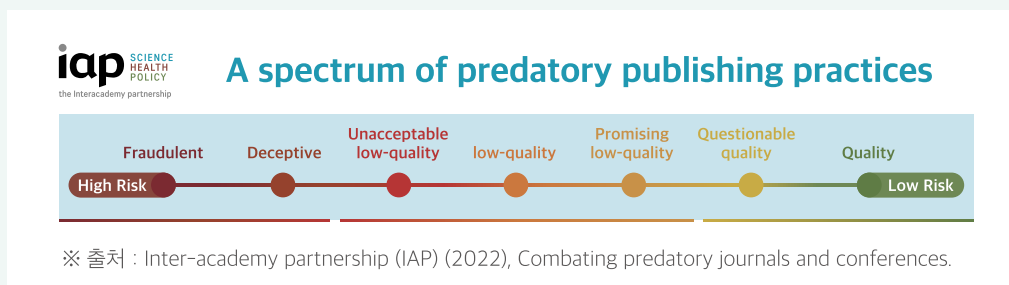 iap SCIENCE
HEALTH
POLICY
the Interacademy partnership
A spectrum of predatory publishing practices
Fraudulent
Deceptive
Unacceptable
low-quality
low-quality
Promising
low-quality
Questionable
quality
Quality
High Risk
Low Risk
※ 출처 : Inter-academy partnership (IAP) (2022), Combating predatory journals and conferences.